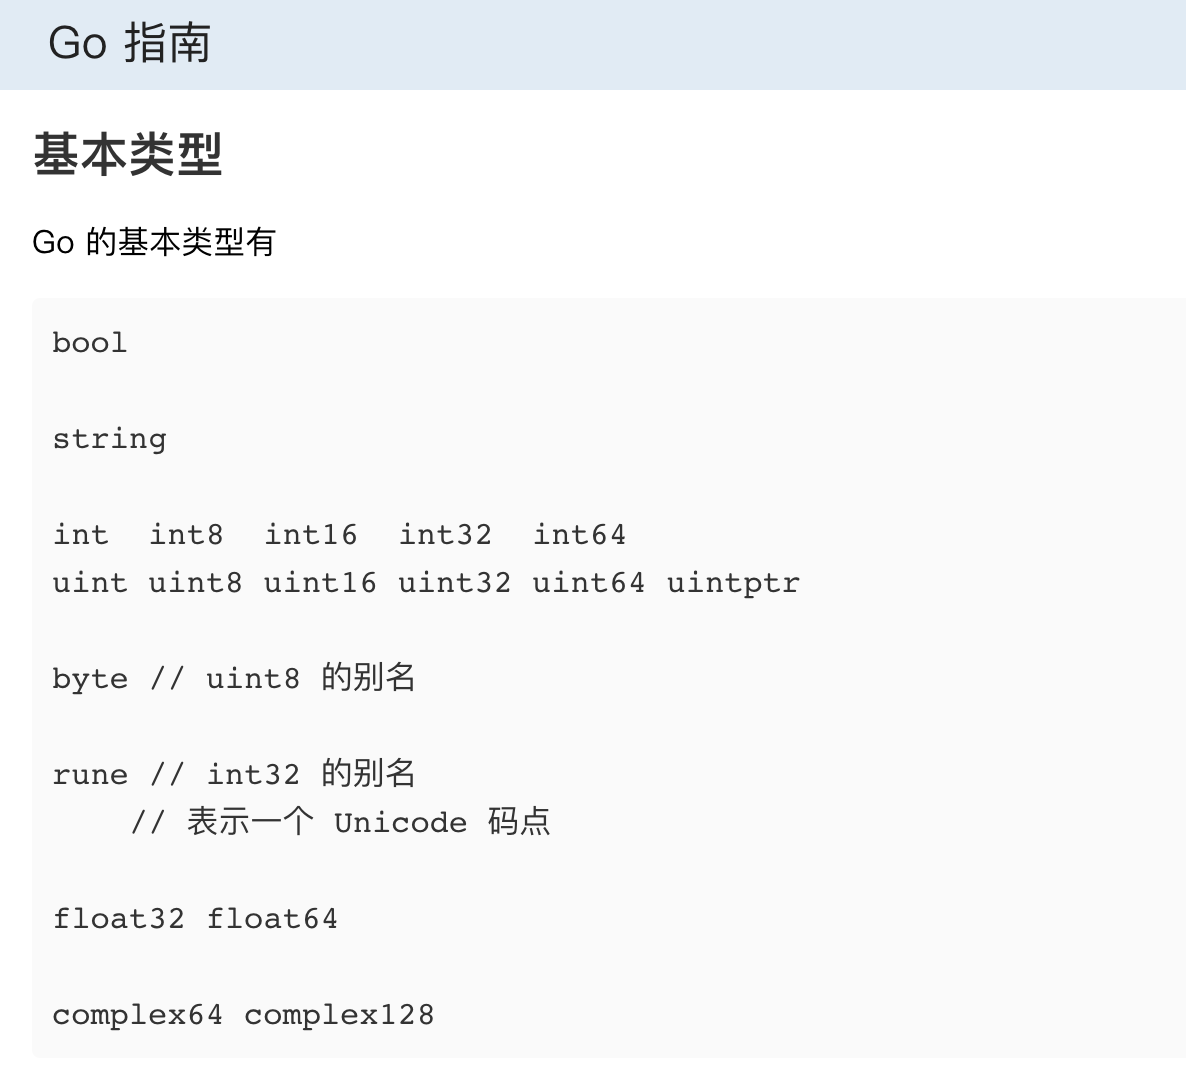 Go 指南
基本类型
Go 的基本类型有
bool
string
int  int8  int16  int32  int64
uint uint8 uint16 uint32 uint64 uintptr
byte // uint8 的别名
rune // int32 的别名
    // 表示一个 Unicode 码点
float32 float64
complex64 complex128